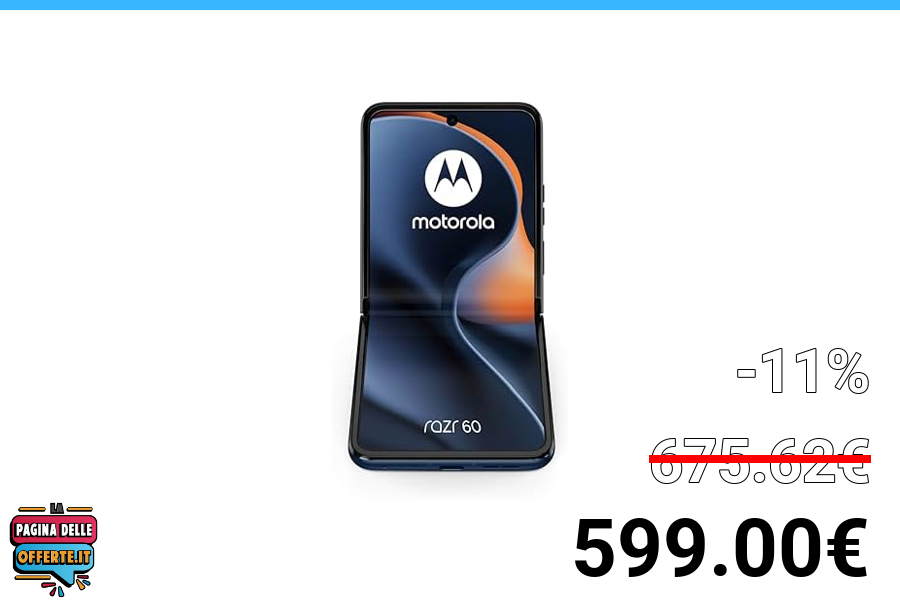 motorola
razr 60
-11%
675.62€
599.00€
LA
PAGINA DELLE
OFFERTE.IT